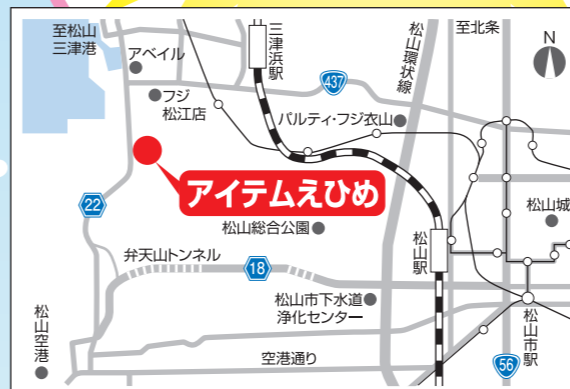 至松山
三津港
アベイル
フジ
松江店
三津浜駅
437
松山環状線
至北条
N
パルティ・フジ衣山
アイテムえひめ
22
松山総合公園
松山城
弁天山トンネル
18
松山駅
松山市下水道
浄化センター
松山空港
空港通り
松山市駅
56